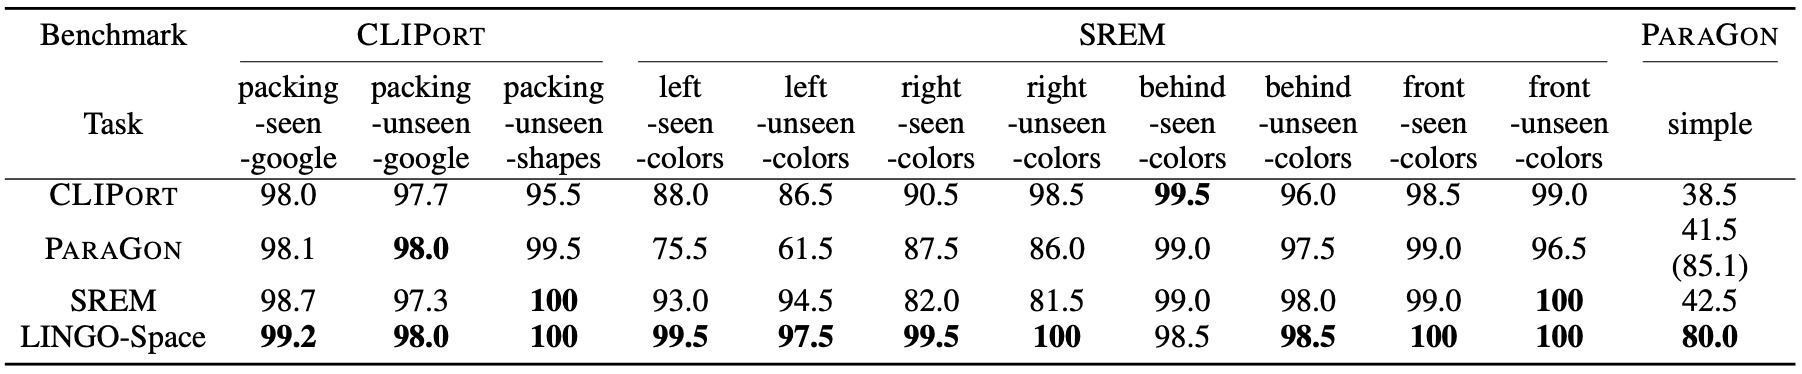 Benchmark CLIPORT SREM PARAGON
packing packing packing left left right right behind behind front front
Task -seen -unseen -unseen -seen -unseen -seen -unseen -seen -unseen -seen -unseen simple
-google -google -shapes -colors -colors -colors -colors -colors -colors -colors -colors
CLIPORT 98.0 97.7 95.5 88.0 86.5 90.5 98.5 99.5 96.0 98.5 99.0 38.5
41.5
PARAGON 98.1 98.0 99.5 75.5 61.5 87.5 86.0 99.0 97.5 99.0 96.5
(85.1)
SREM 98.7 97.3 100 93.0 94.5 82.0 81.5 99.0 98.0 99.0 100 42.5
LINGO-Space 99.2 98.0 100 99.5 97.5 99.5 100 98.5 98.5 100 100 80.0